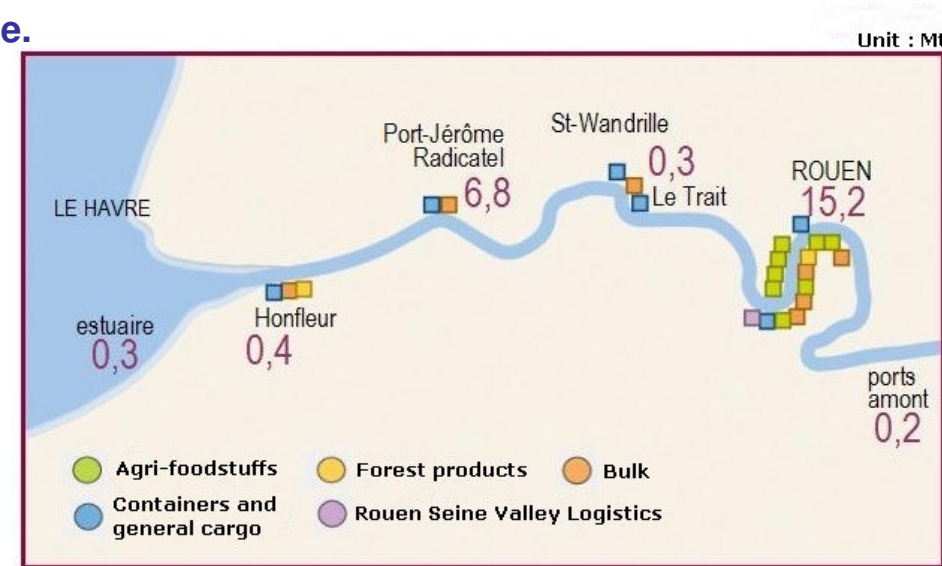 e.
Unit : Mt
Port-Jérôme
Radicatel
6,8
St-Wandrille
0,3
Le Trait
ROUEN
15,2
LE HAVRE
estuaire
0,3
Honfleur
0,4
ports
amont
0,2
Agri-foodstuffs
Forest products
Bulk
Containers and
general cargo
Rouen Seine Valley Logistics